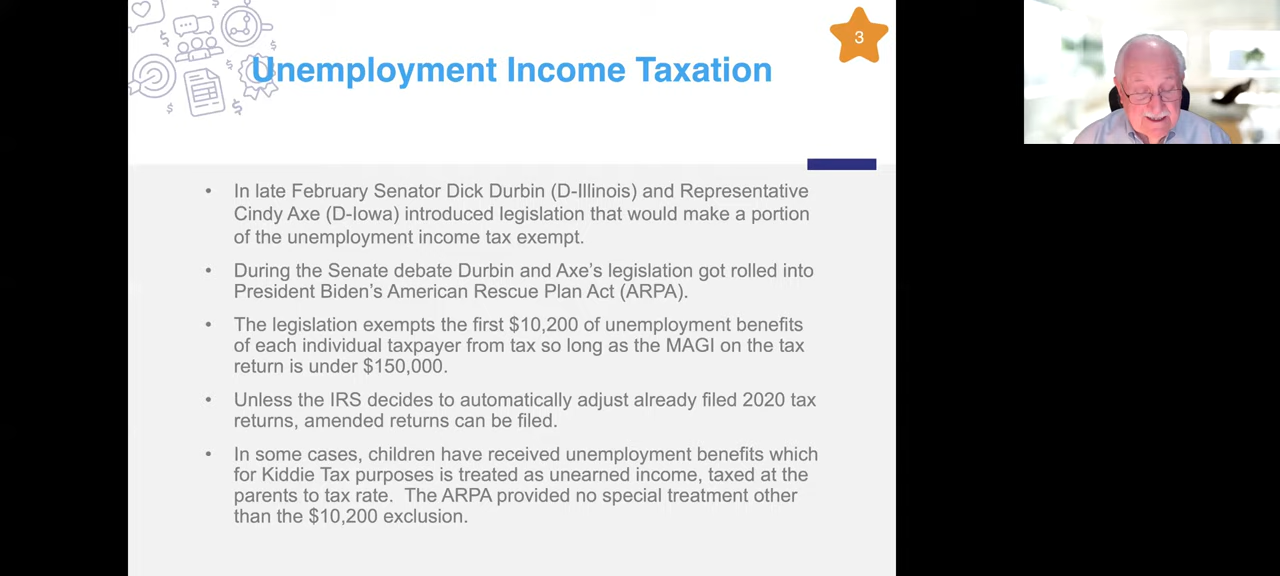 3
Unemployment Income Taxation
• In late February Senator Dick Durbin (D-Illinois) and Representative
Cindy Axe (D-Iowa) introduced legislation that would make a portion
of the unemployment income tax exempt.
• During the Senate debate Durbin and Axe's legislation got rolled into
President Biden's American Rescue Plan Act (ARPA).
• The legislation exempts the first $10,200 of unemployment benefits
of each individual taxpayer from tax so long as the MAGI on the tax
return is under $150,000.
• Unless the IRS decides to automatically adjust already filed 2020 tax
returns, amended returns can be filed.
• In some cases, children have received unemployment benefits which
for Kiddie Tax purposes is treated as unearned income, taxed at the
parents to tax rate.  The ARPA provided no special treatment other
than the $10,200 exclusion.